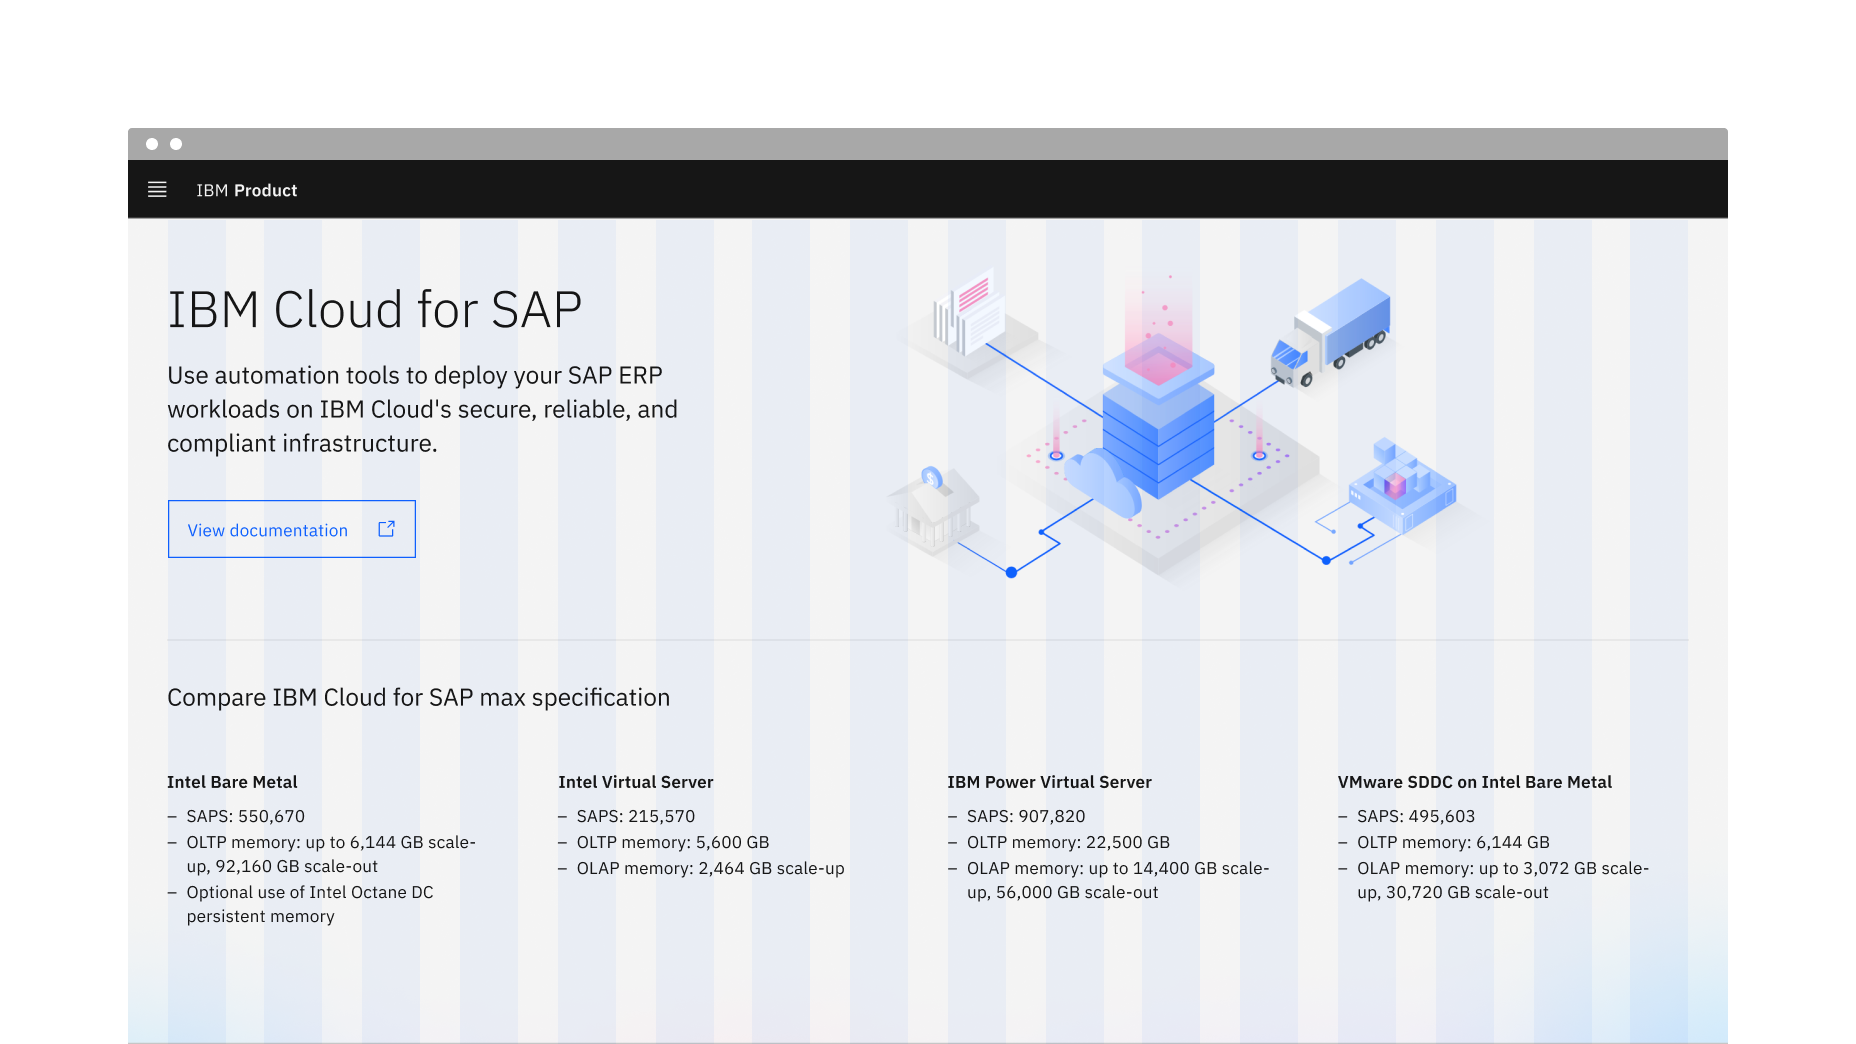 IBM Product
IBM Cloud for SAP
Use automation tools to deploy your SAP ERP
workloads on IBM Cloud's secure, reliable, and
compliant infrastructure.
View documentation
Compare IBM Cloud for SAP max specification
Intel Bare Metal
– SAPS: 550,670
– OLTP memory: up to 6,144 GB scale-
up, 92,160 GB scale-out
– Optional use of Intel Octane DC
persistent memory
Intel Virtual Server
– SAPS: 215,570
– OLTP memory: 5,600 GB
– OLAP memory: 2,464 GB scale-up
IBM Power Virtual Server
– SAPS: 907,820
– OLTP memory: 22,500 GB
– OLAP memory: up to 14,400 GB scale-
up, 56,000 GB scale-out
VMware SDDC on Intel Bare Metal
– SAPS: 495,603
– OLTP memory: 6,144 GB
– OLAP memory: up to 3,072 GB scale-
up, 30,720 GB scale-out